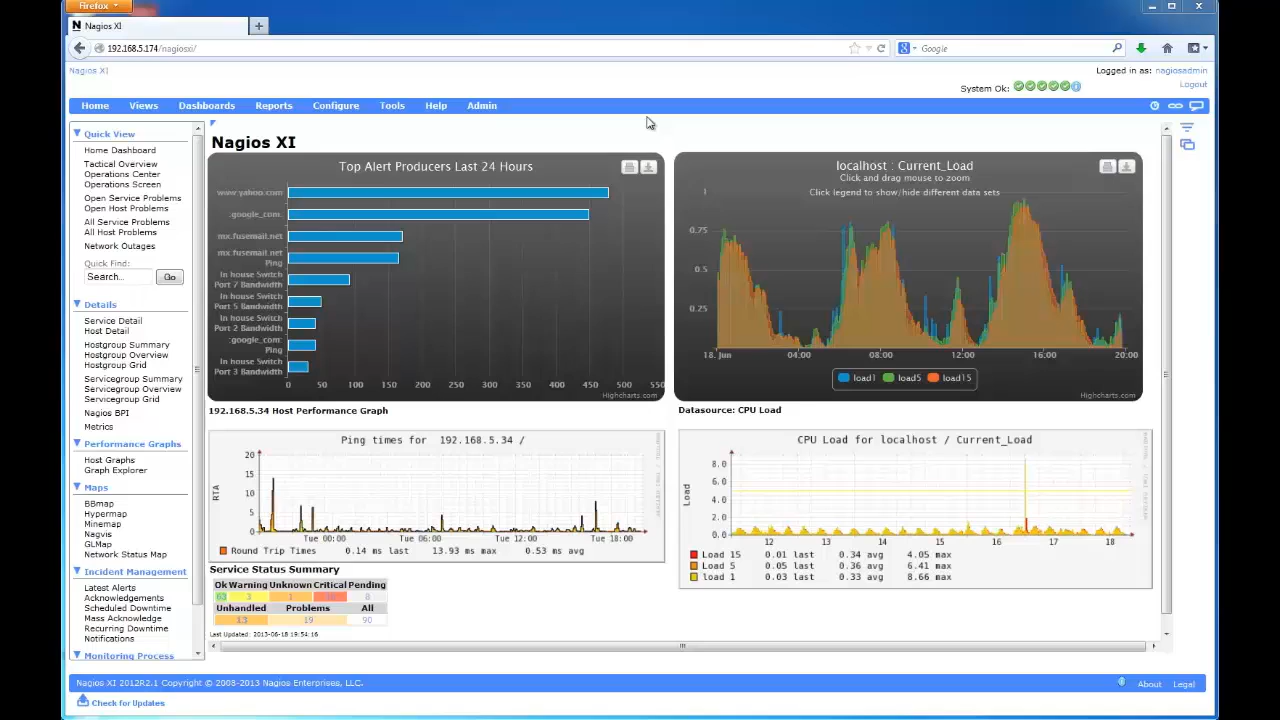 Firefox
Nagios XI
192.168.5.174/nagiosxi/
Google
Nagios XI
Logged in as: nagiosadmin
System Ok:
Logout
Home Views Dashboards Reports Configure Tools Help Admin
Quick View
Home Dashboard
Tactical Overview
Operations Center
Operations Screen
Open Service Problems
Open Host Problems
All Service Problems
All Host Problems
Network Outages
Quick Find:
Search...
Go
Details
Service Detail
Host Detail
Hostgroup Summary
Hostgroup Overview
Hostgroup Grid
Servicegroup Summary
Servicegroup Overview
Servicegroup Grid
Nagios BPI
Metrics
Performance Graphs
Host Graphs
Graph Explorer
Maps
BBmap
Hypermap
Minemap
Nagvis
GLMap
Network Status Map
Incident Management
Latest Alerts
Acknowledgements
Scheduled Downtime
Mass Acknowledge
Recurring Downtime
Notifications
Monitoring Process
Nagios XI
Top Alert Producers Last 24 Hours
www.yahoo.com
:google_com:
mx.fusemail.net
mx.fusemail.net
Ping
In house Switch
Port 7 Bandwidth
In house Switch
Port 5 Bandwidth
In house Switch
Port 2 Bandwidth
:google_com:
Ping
In house Switch
Port 3 Bandwidth
0 50 100 150 200 250 300 350 400 450 500 550
Highcharts.com
localhost : Current_Load
Click and drag mouse to zoom
Click legend to show/hide different data sets
1
0.75
0.5
0.25
18. Jun 04:00 08:00 12:00 16:00 20:00
load1 load5 load15
Highcharts.com
192.168.5.34 Host Performance Graph
Ping times for 192.168.5.34 /
RTA
20
15
10
5
0
Tue 00:00 Tue 06:00 Tue 12:00 Tue 18:00
Round Trip Times 0.14 ms last 13.93 ms max 0.53 ms avg
Datasource: CPU Load
CPU Load for localhost / Current_Load
Load
8.0
6.0
4.0
2.0
0.0
12 13 14 15 16 17 18
Load 15 0.01 last 0.34 avg 4.05 max
Load 5 0.05 last 0.36 avg 6.41 max
load 1 0.03 last 0.33 avg 8.66 max
Service Status Summary
Ok Warning Unknown Critical Pending
3 1 8
Unhandled Problems All
13 19 90
Last Updated: 2013-06-18 19:54:16
Nagios XI 2012R2.1 Copyright © 2008-2013 Nagios Enterprises, LLC.
About Legal
Check for Updates